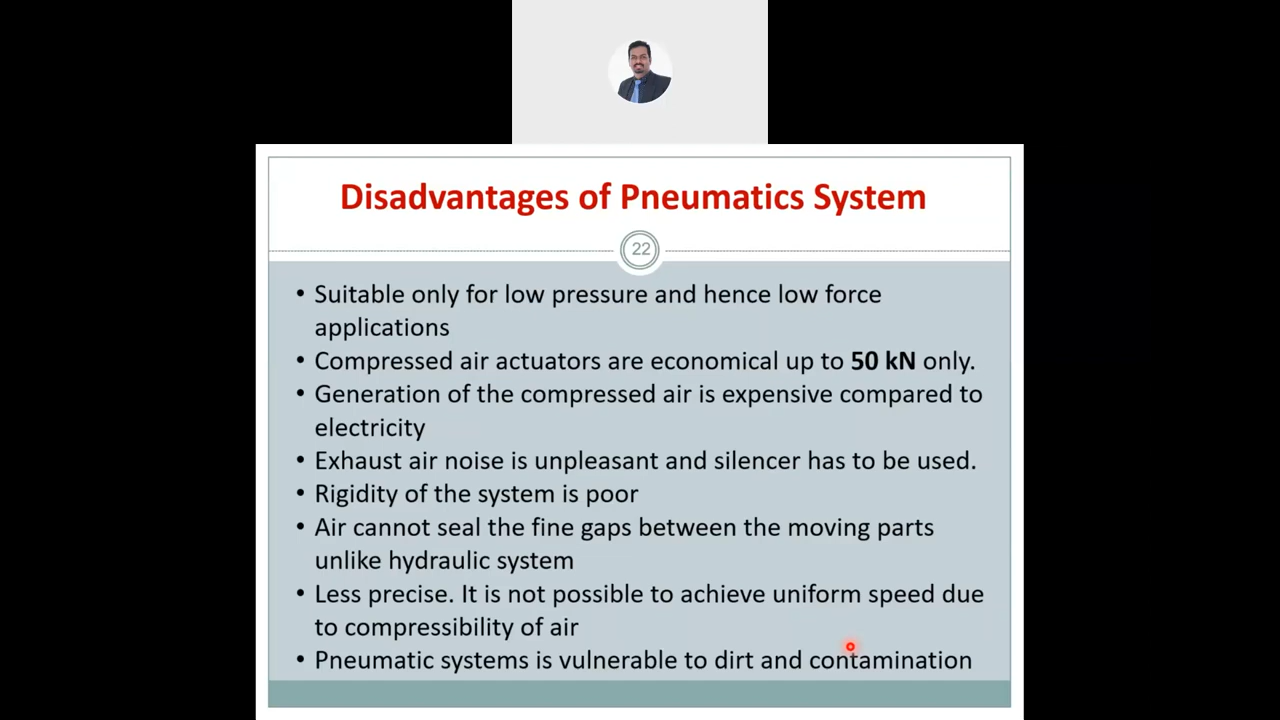 Disadvantages of Pneumatics System
22
• Suitable only for low pressure and hence low force
applications
• Compressed air actuators are economical up to 50 kN only.
• Generation of the compressed air is expensive compared to
electricity
• Exhaust air noise is unpleasant and silencer has to be used.
• Rigidity of the system is poor
• Air cannot seal the fine gaps between the moving parts
unlike hydraulic system
• Less precise. It is not possible to achieve uniform speed due
to compressibility of air
• Pneumatic systems is vulnerable to dirt and contamination